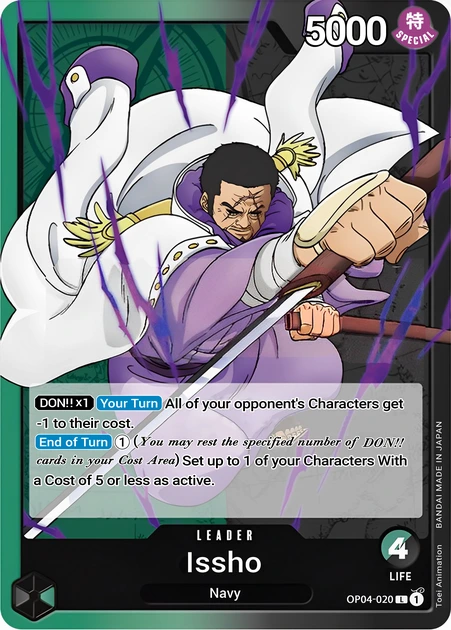 5000 特
SPECIAL
DON!!×1 Your Turn All of your opponent's Characters get
-1 to their cost.
End of Turn ① (You may rest the specified number of DON!!
cards in your Cost Area) Set up to 1 of your Characters With
a Cost of 5 or less as active.
LEADER
Issho
Navy
4
LIFE
OP04-020 L 1
Toei Animation BANDAI MADE IN JAPAN